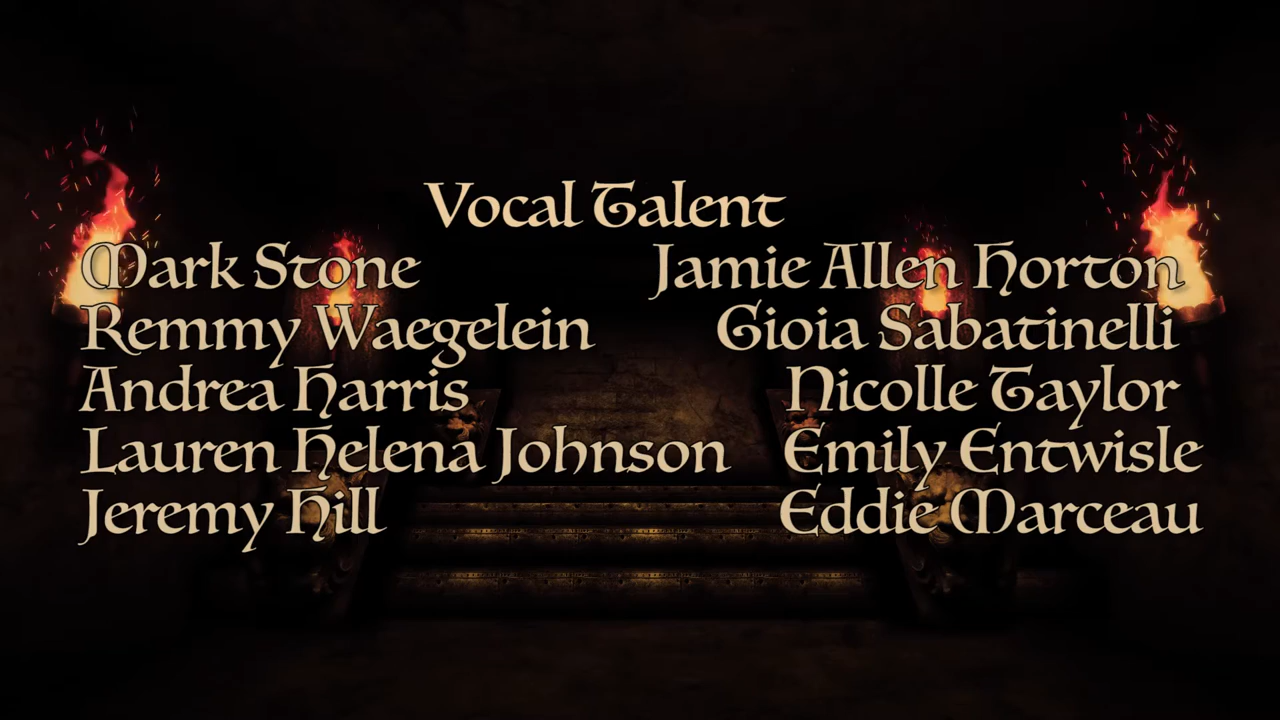 Vocal Talent
Mark Stone Jamie Allen Horton
Remmy Waegelein Gioia Sabatinelli
Andrea Harris Nicolle Taylor
Lauren Helena Johnson Emily Entwisle
Jeremy Hill Eddie Marceau